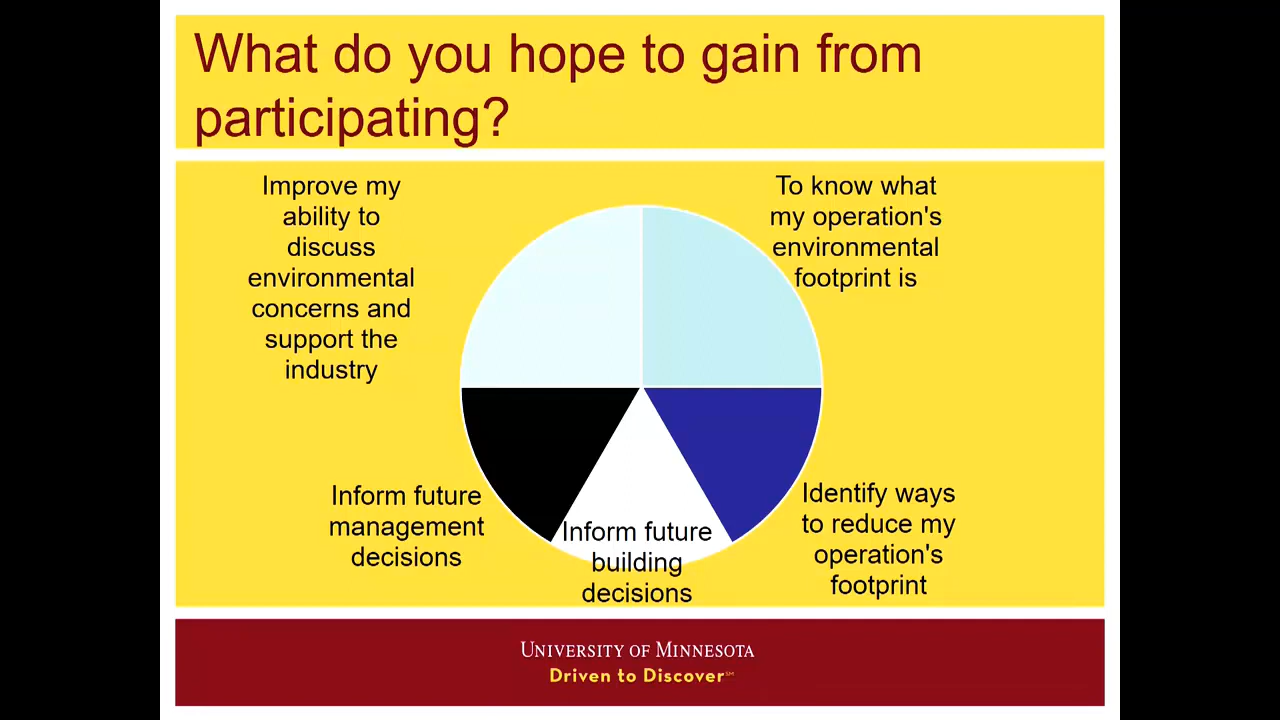 What do you hope to gain from
participating?
Improve my
ability to
discuss
environmental
concerns and
support the
industry
To know what
my operation's
environmental
footprint is
Inform future
management
decisions
Inform future
building
decisions
Identify ways
to reduce my
operation's
footprint
UNIVERSITY OF MINNESOTA
Driven to Discover℠